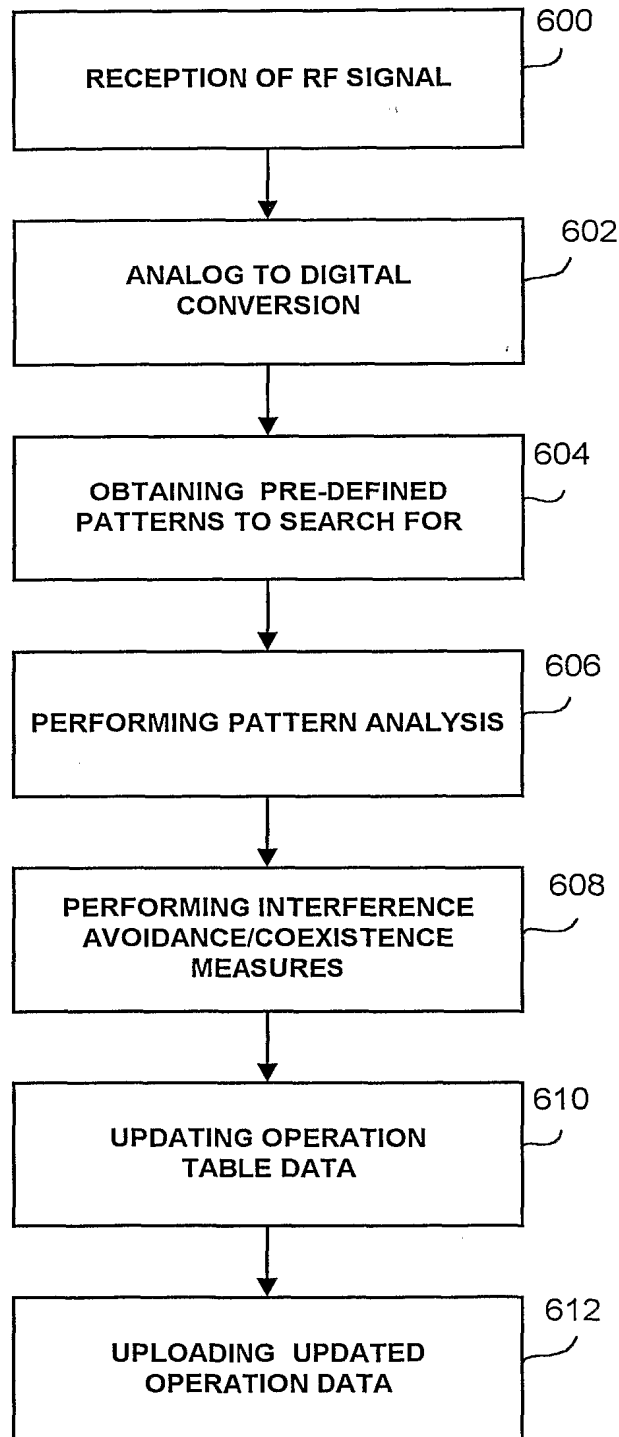 600
RECEPTION OF RF SIGNAL
602
ANALOG TO DIGITAL
CONVERSION
604
OBTAINING PRE-DEFINED
PATTERNS TO SEARCH FOR
606
PERFORMING PATTERN ANALYSIS
608
PERFORMING INTERFERENCE
AVOIDANCE/COEXISTENCE
MEASURES
610
UPDATING OPERATION
TABLE DATA
612
UPLOADING UPDATED
OPERATION DATA